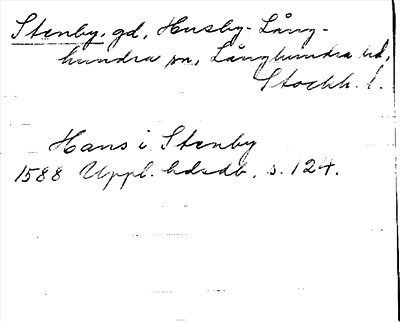 Stenby, gd, Husby-Lång-
hundra sn, Långhundra hd,
Stockh. l.
Hans i Stenby
1588 Uppl. hdsdb, s. 124.